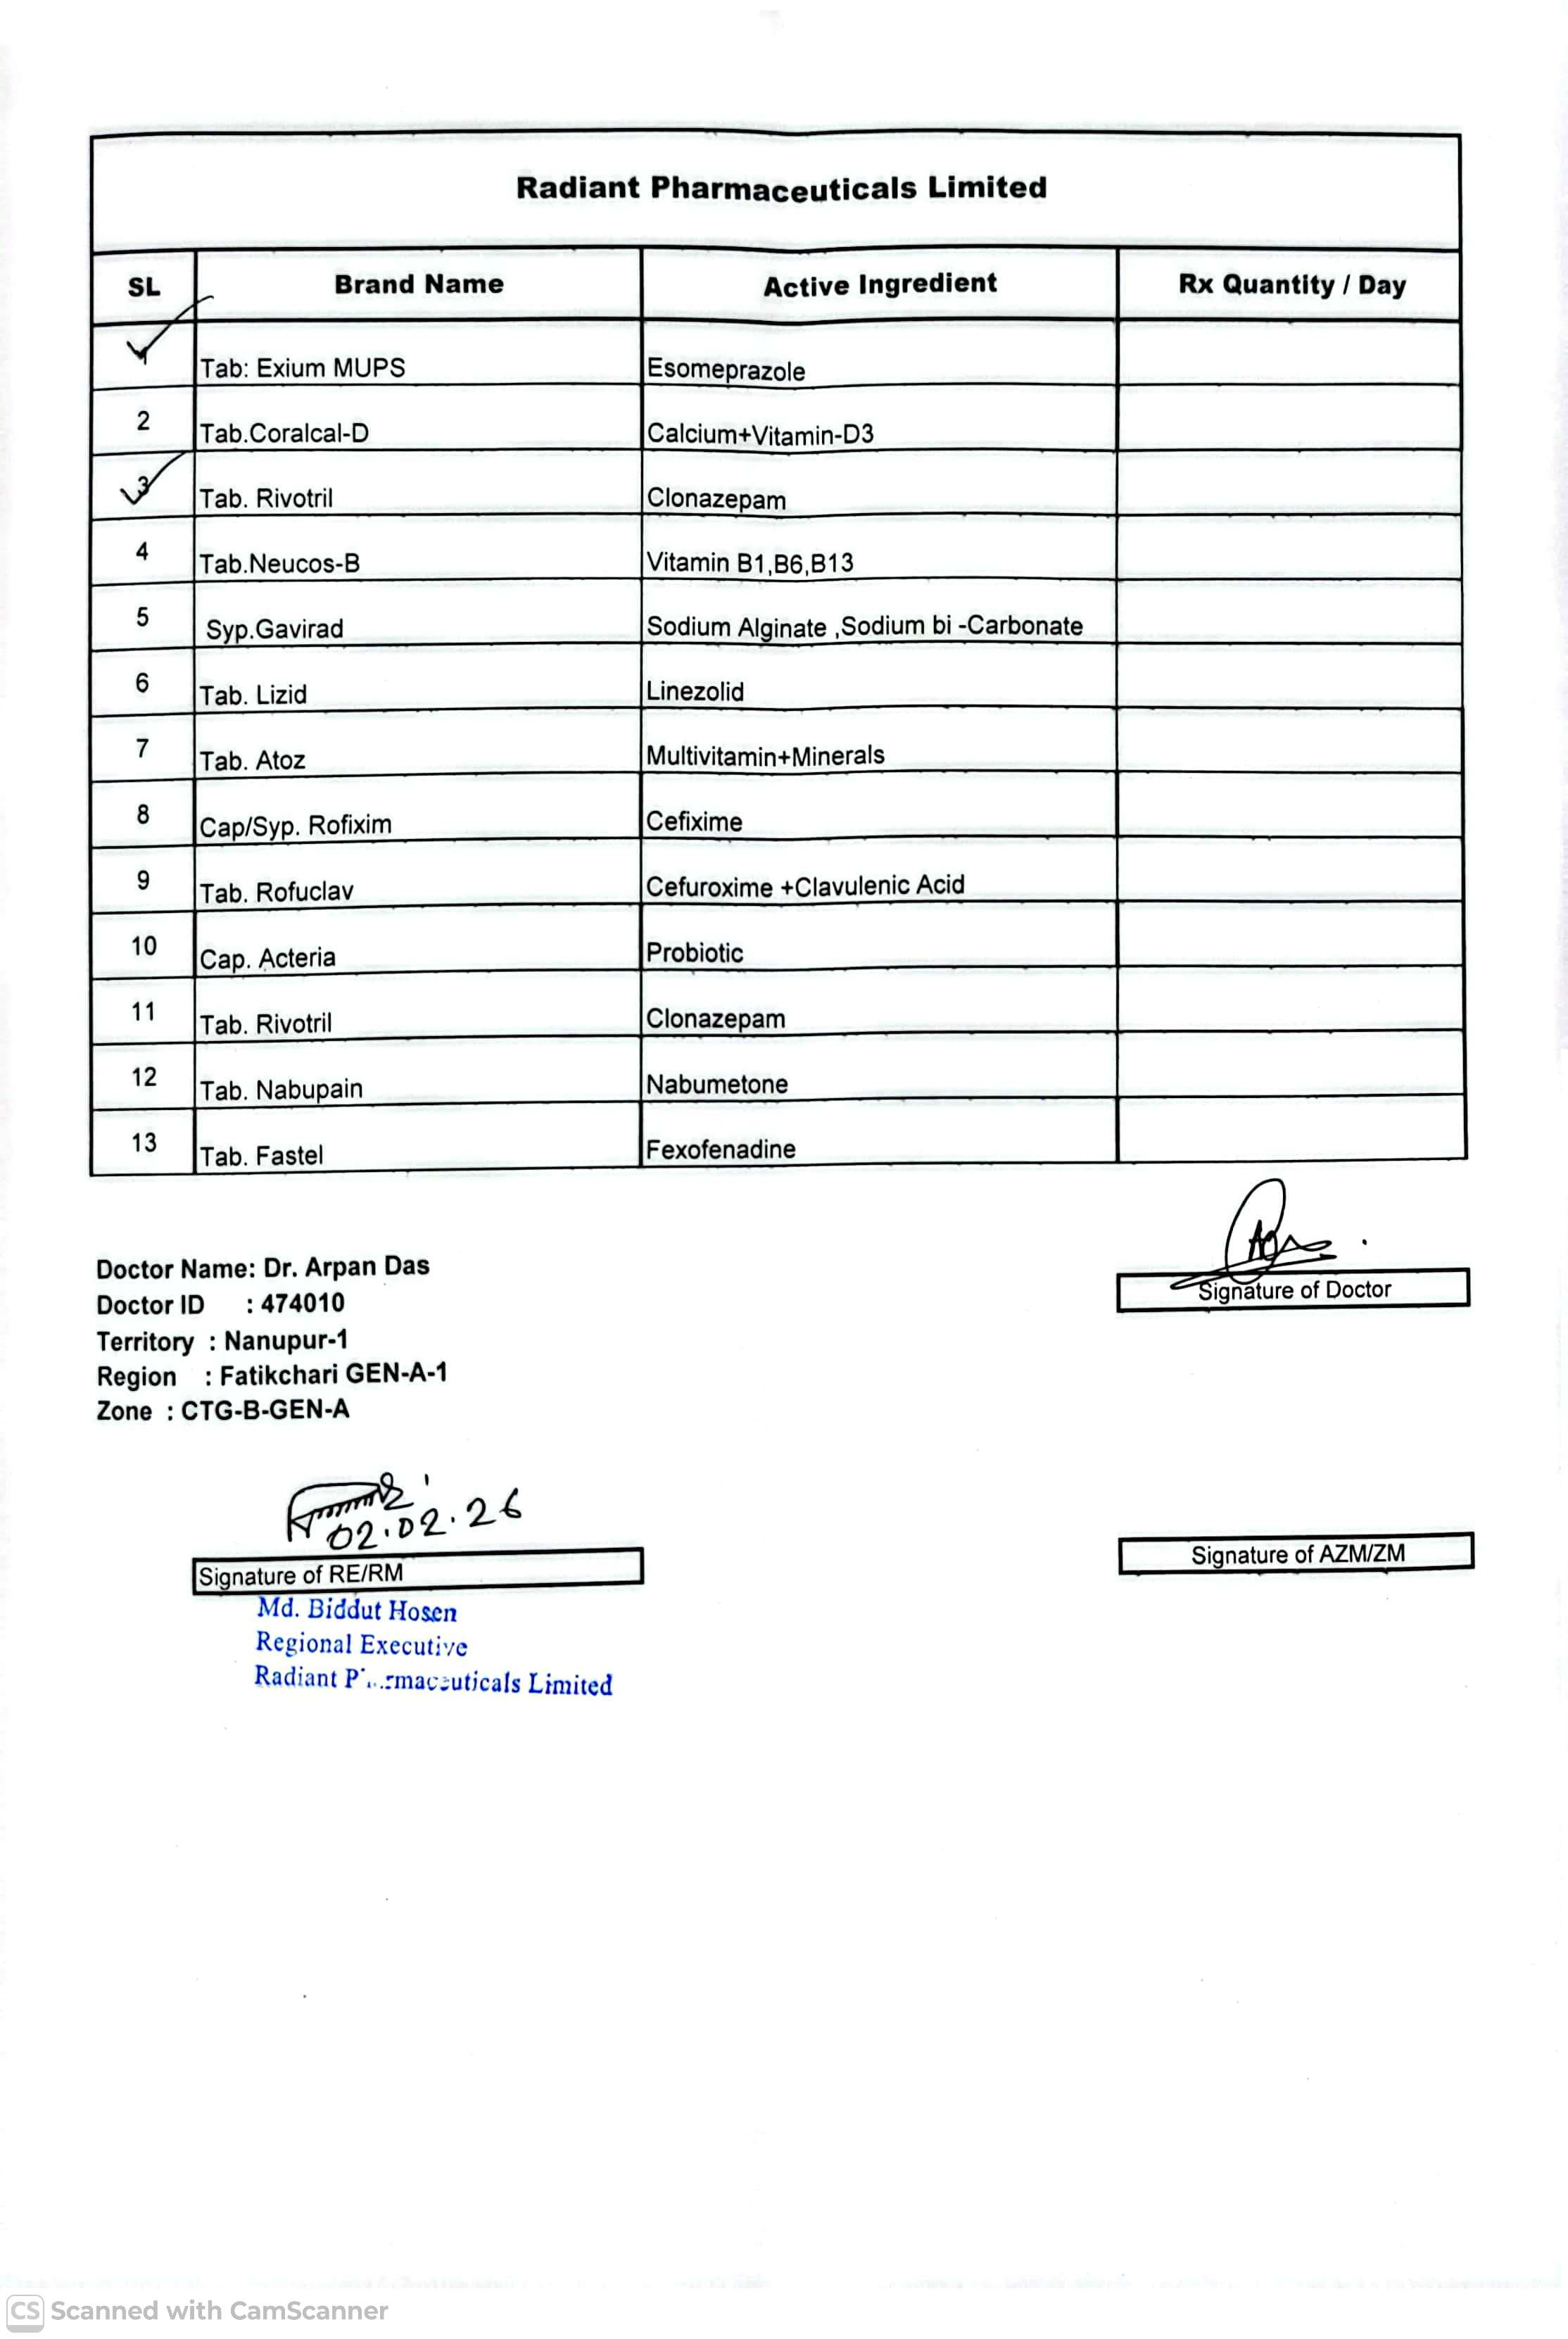 Radiant Pharmaceuticals Limited
SL Brand Name Active Ingredient Rx Quantity / Day
1 Tab: Exium MUPS Esomeprazole
2 Tab.Coralcal-D Calcium+Vitamin-D3
3 Tab. Rivotril Clonazepam
4 Tab.Neucos-B Vitamin B1,B6,B13
5 Syp.Gavirad Sodium Alginate ,Sodium bi -Carbonate
6 Tab. Lizid Linezolid
7 Tab. Atoz Multivitamin+Minerals
8 Cap/Syp. Rofixim Cefixime
9 Tab. Rofuclav Cefuroxime +Clavulenic Acid
10 Cap. Acteria Probiotic
11 Tab. Rivotril Clonazepam
12 Tab. Nabupain Nabumetone
13 Tab. Fastel Fexofenadine
Signature of Doctor
Doctor Name: Dr. Arpan Das
Doctor ID : 474010
Territory : Nanupur-1
Region : Fatikchari GEN-A-1
Zone : CTG-B-GEN-A
02.02.26
Signature of RE/RM
Signature of AZM/ZM
Md. Biddut Hosen
Regional Executive
Radiant Pharmaceuticals Limited
CS Scanned with CamScanner